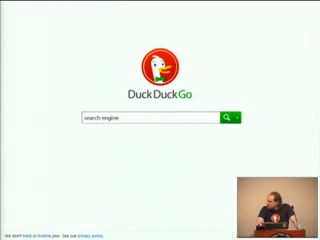 DuckDuckGo
search engine
We don't track or bubble you! See our privacy policy.